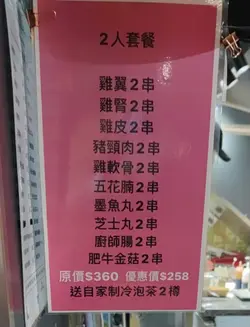 2人套餐
雞翼2串
雞腎2串
雞皮2串
豬頸肉2串
雞軟骨2串
五花腩2串
墨魚丸2串
芝士丸2串
廚師腸2串
肥牛金菇2串
原價$360 優惠價$258
送自家制冷泡茶2樽